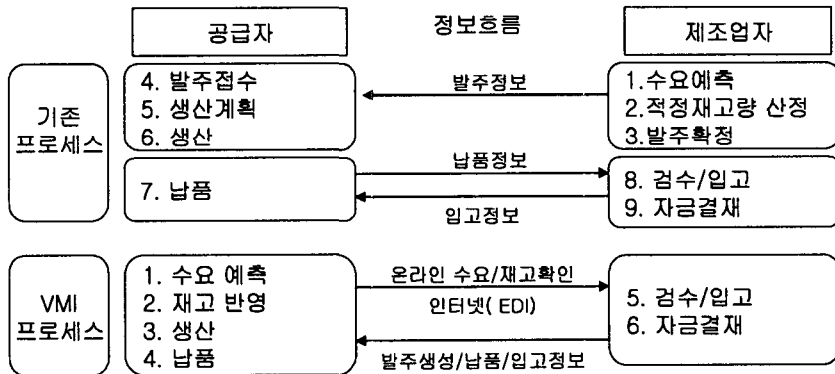 공급자
정보흐름
제조업자
기존
프로세스
4. 발주접수
5. 생산계획
6. 생산
발주정보
1.수요예측
2.적정재고량 산정
3.발주확정
7. 납품
납품정보
입고정보
8. 검수/입고
9. 자금결재
VMI
프로세스
1. 수요 예측
2. 재고 반영
3. 생산
4. 납품
온라인 수요/재고확인
인터넷( EDI)
발주생성/납품/입고정보
5. 검수/입고
6. 자금결재